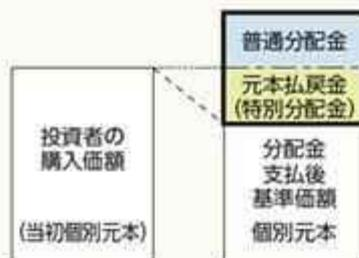 普通分配金
元本払戻金
(特別分配金)
投資者の
購入価額
(当初個別元本)
分配金
支払後
基準価額
個別元本